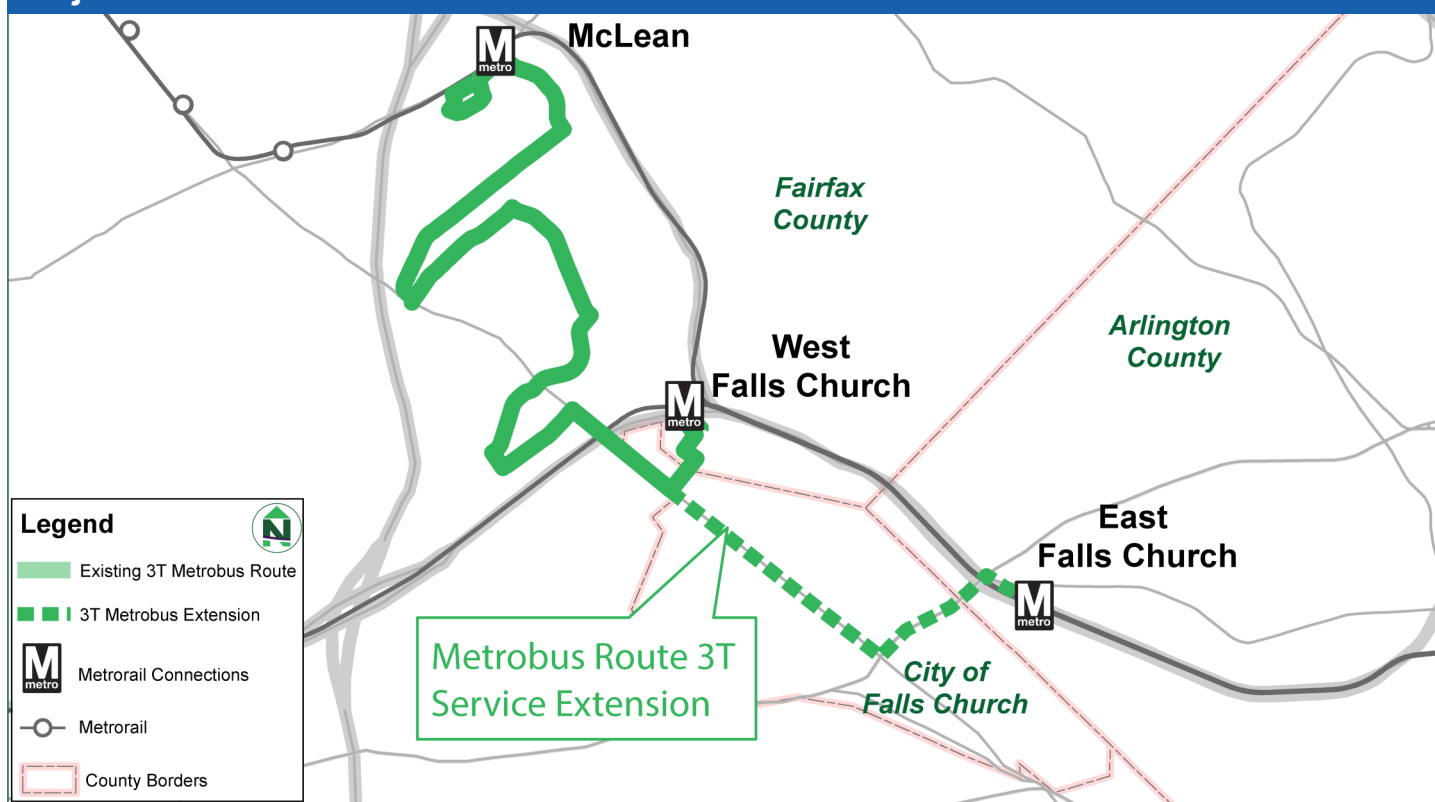 M
metro
McLean
Fairfax
County
Arlington
County
West
Falls Church
M
metro
East
Falls Church
M
metro
City of
Falls Church
Metrobus Route 3T
Service Extension
Legend
N
Existing 3T Metrobus Route
3T Metrobus Extension
M
metro
Metrorail Connections
Metrorail
County Borders